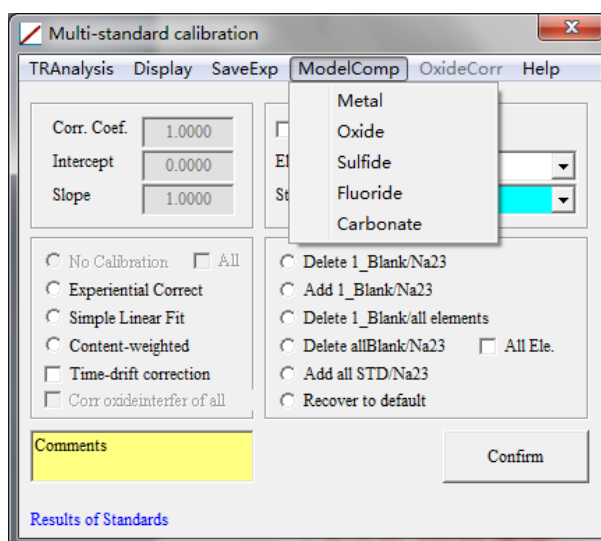 Multi-standard calibration
TRAnalysis Display SaveExp ModelComp OxideCorr Help
Metal
Oxide
Sulfide
Fluoride
Carbonate
Corr. Coef. 1.0000
Intercept 0.0000
Slope 1.0000
El
St
No Calibration All
Experiential Correct
Simple Linear Fit
Content-weighted
Time-drift correction
Corr oxideinterfer of all
Delete 1_Blank/Na23
Add 1_Blank/Na23
Delete 1_Blank/all elements
Delete allBlank/Na23 All Ele.
Add all STD/Na23
Recover to default
Comments
Confirm
Results of Standards